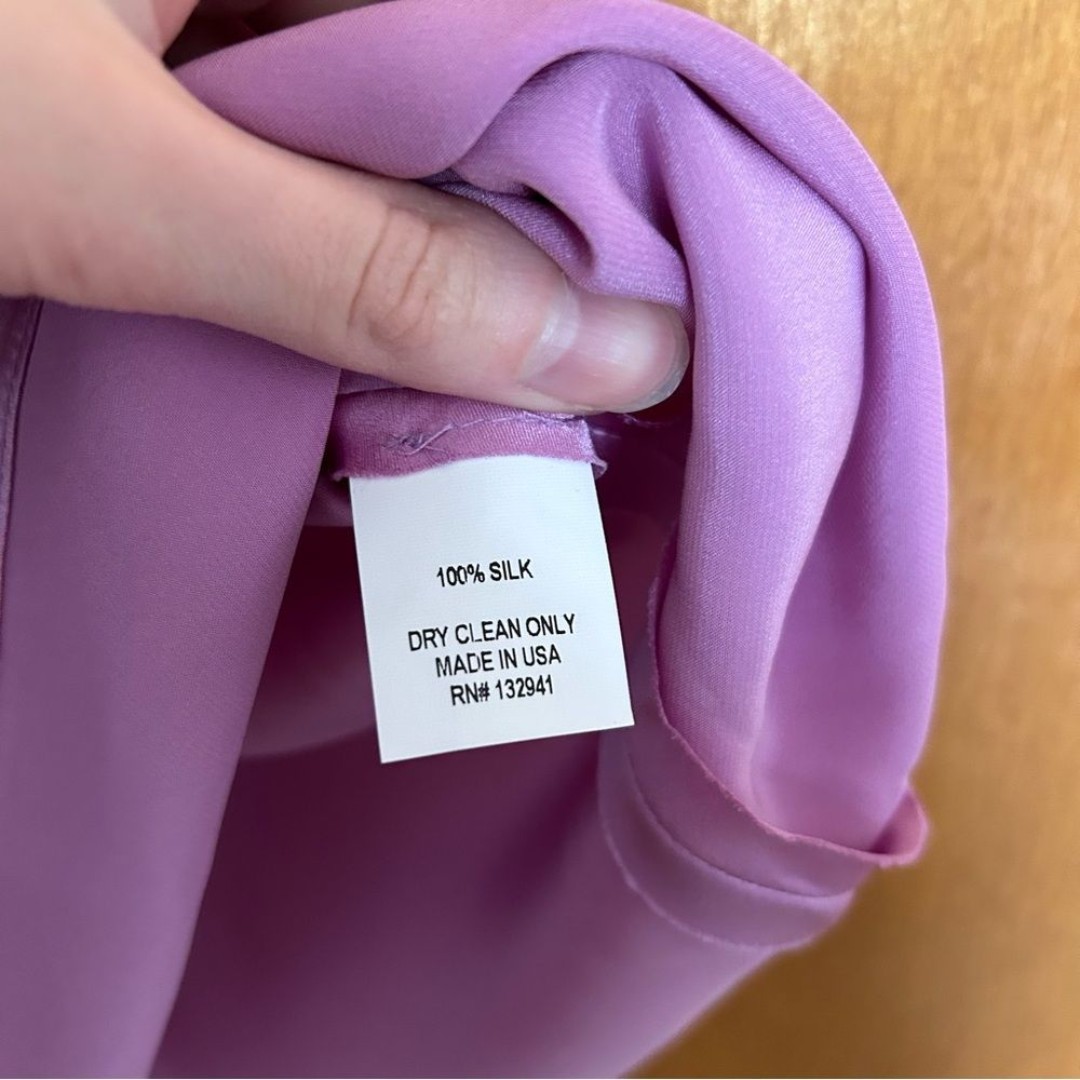 100% SILK
DRY CLEAN ONLY
MADE IN USA
RN# 132941